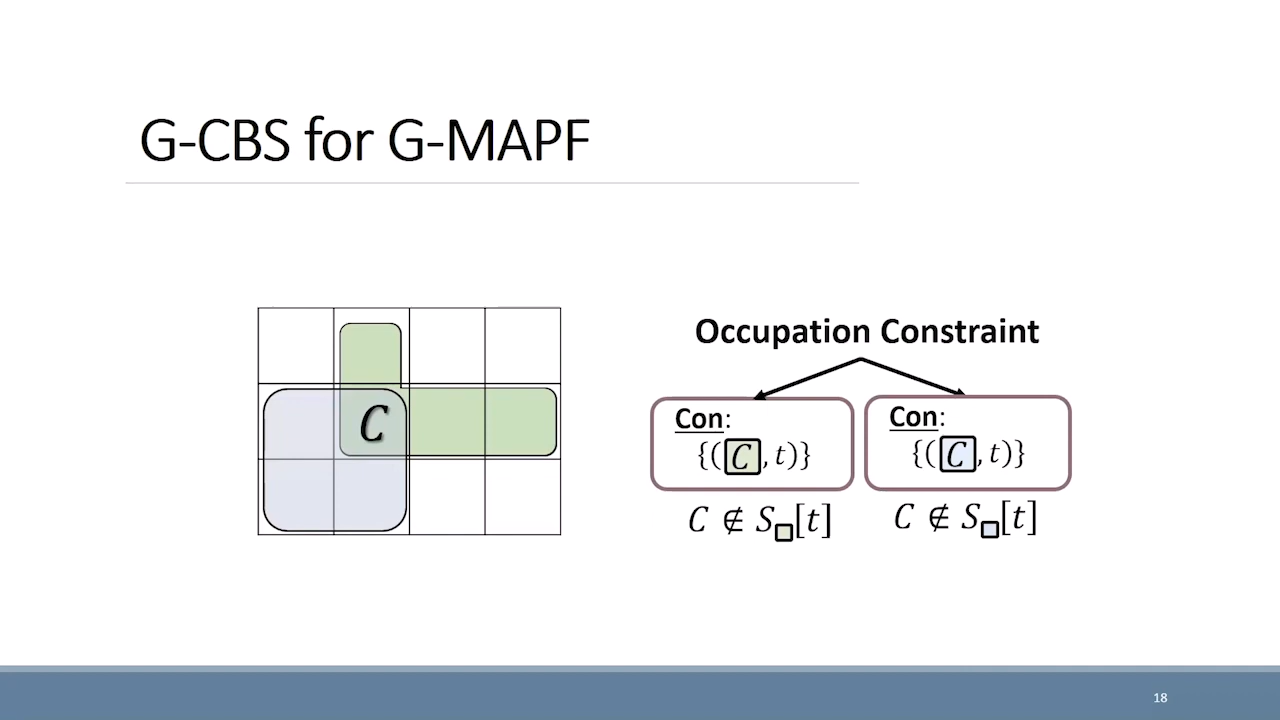 G-CBS for G-MAPF
C
Occupation Constraint
Con:
{(C, t)}
C ∉ S□[t]
Con:
{(C, t)}
C ∉ S□[t]
18